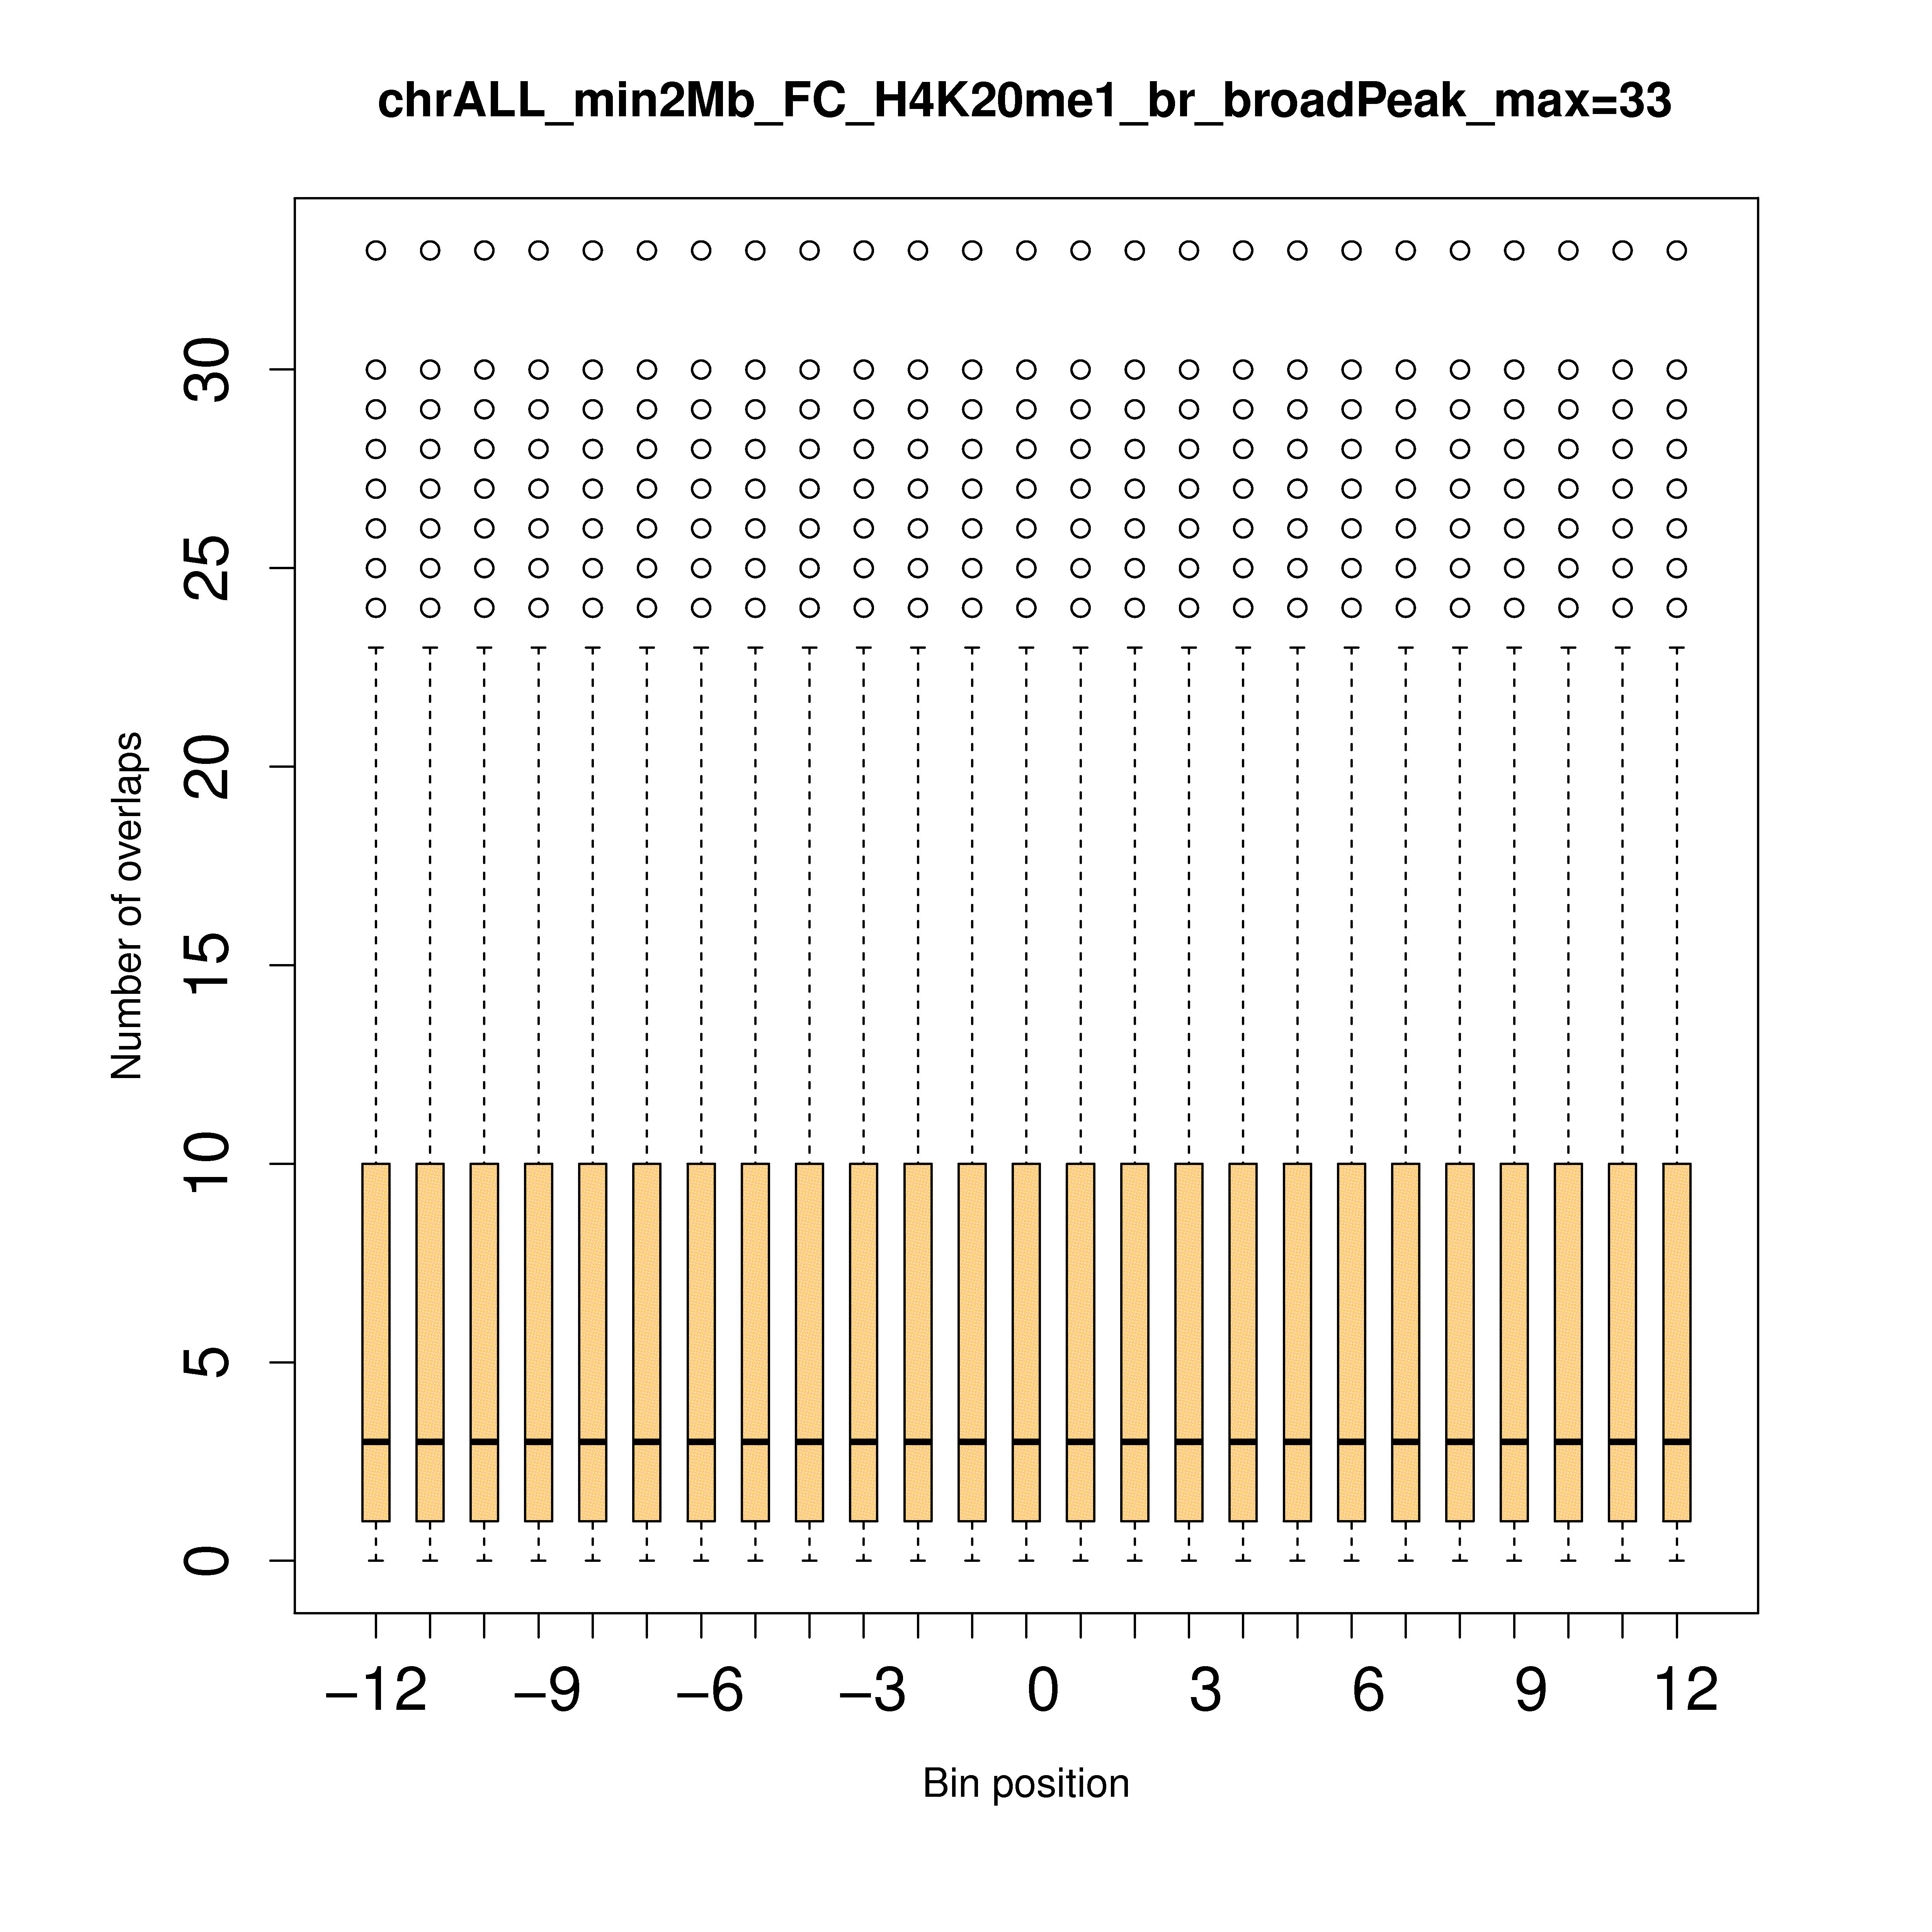 chrALL_min2Mb_FC_H4K20me1_br_broadPeak_max=33
30
25
20
15
10
5
0
Number of overlaps
−12 −9 −6 −3 0 3 6 9 12
Bin position